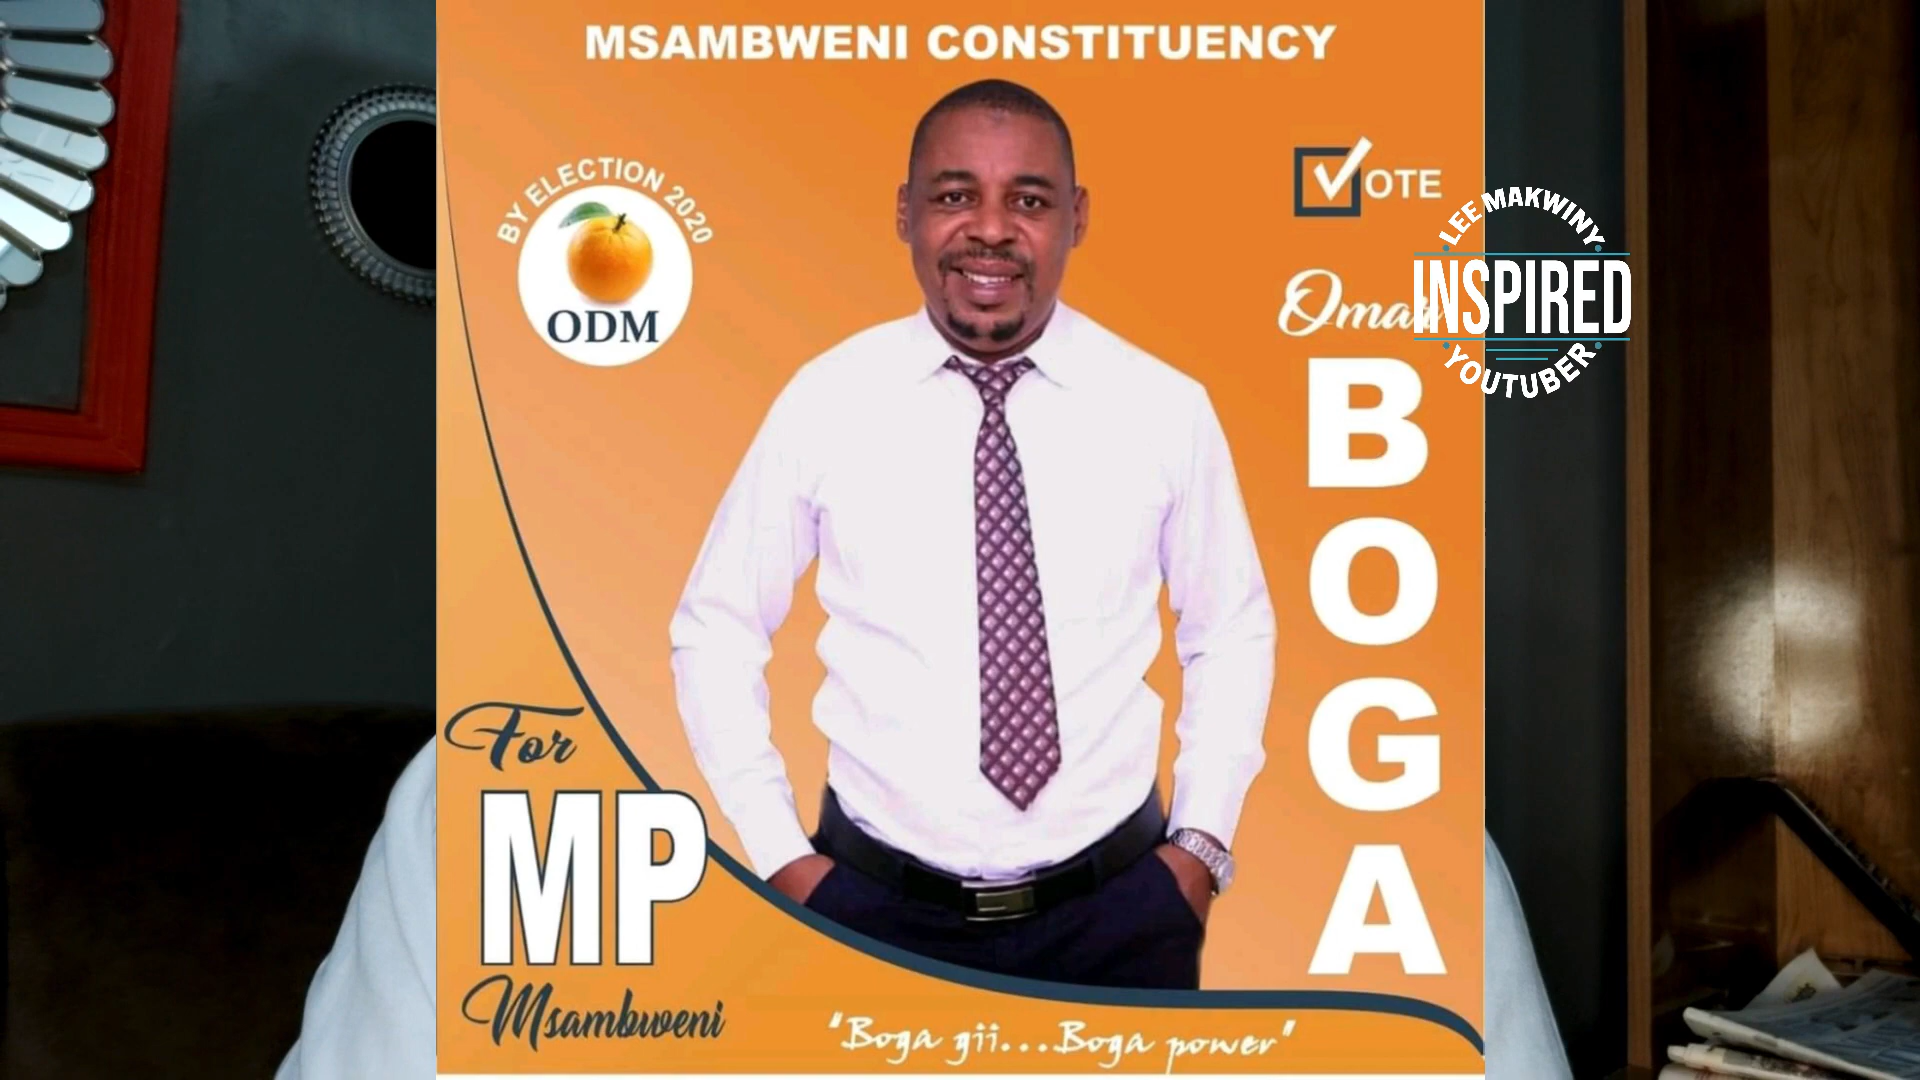 MSAMBWENI CONSTITUENCY
BY ELECTION 2020
ODM
VOTE
Omar
BOGA
LEE MAKWINY
INSPIRED
YOUTUBER
For
MP
Msambweni
"Boga gii...Boga power"